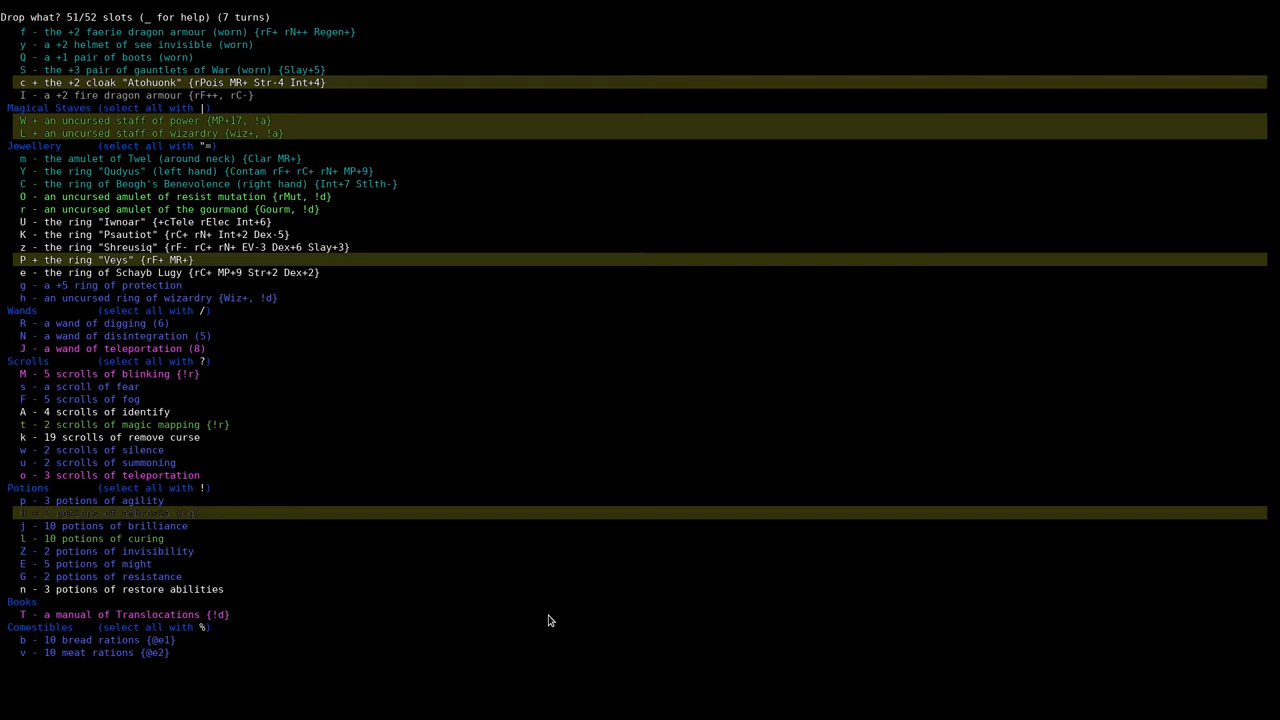 Drop what? 51/52 slots (_ for help) (7 turns)
f - the +2 faerie dragon armour (worn) {rF+ rN++ Regen+}
y - a +2 helmet of see invisible (worn)
Q - a +1 pair of boots (worn)
S - the +3 pair of gauntlets of War (worn) {Slay+5}
c + the +2 cloak "Atohuonk" {rPois MR+ Str-4 Int+4}
I - a +2 fire dragon armour {rF++, rC-}
Magical Staves (select all with |)
W + an uncursed staff of power {MP+17, !a}
L + an uncursed staff of wizardry {wiz+, !a}
Jewellery (select all with "=)
m - the amulet of Twel (around neck) {Clar MR+}
Y - the ring "Qudyus" (left hand) {Contam rF+ rC+ rN+ MP+9}
C - the ring of Beogh's Benevolence (right hand) {Int+7 Stlth-}
O - an uncursed amulet of resist mutation {rMut, !d}
r - an uncursed amulet of the gourmand {Gourm, !d}
U - the ring "Iwnoar" {+cTele rElec Int+6}
K - the ring "Psautiot" {rC+ rN+ Int+2 Dex-5}
z - the ring "Shreusiq" {rF- rC+ rN+ EV-3 Dex+6 Slay+3}
P + the ring "Veys" {rF+ MR+}
e - the ring of Schayb Lugy {rC+ MP+9 Str+2 Dex+2}
g - a +5 ring of protection
h - an uncursed ring of wizardry {Wiz+, !d}
Wands (select all with /)
R - a wand of digging (6)
N - a wand of disintegration (5)
J - a wand of teleportation (8)
Scrolls (select all with ?)
M - 5 scrolls of blinking {!r}
s - a scroll of fear
F - 5 scrolls of fog
A - 4 scrolls of identify
t - 2 scrolls of magic mapping {!r}
k - 19 scrolls of remove curse
w - 2 scrolls of silence
u - 2 scrolls of summoning
o - 3 scrolls of teleportation
Potions (select all with !)
p - 3 potions of agility
H + 2 potions of ambrosia
j - 10 potions of brilliance
l - 10 potions of curing
Z - 2 potions of invisibility
E - 5 potions of might
G - 2 potions of resistance
n - 3 potions of restore abilities
Books
T - a manual of Translocations {!d}
Comestibles (select all with %)
b - 10 bread rations {@e1}
v - 10 meat rations {@e2}